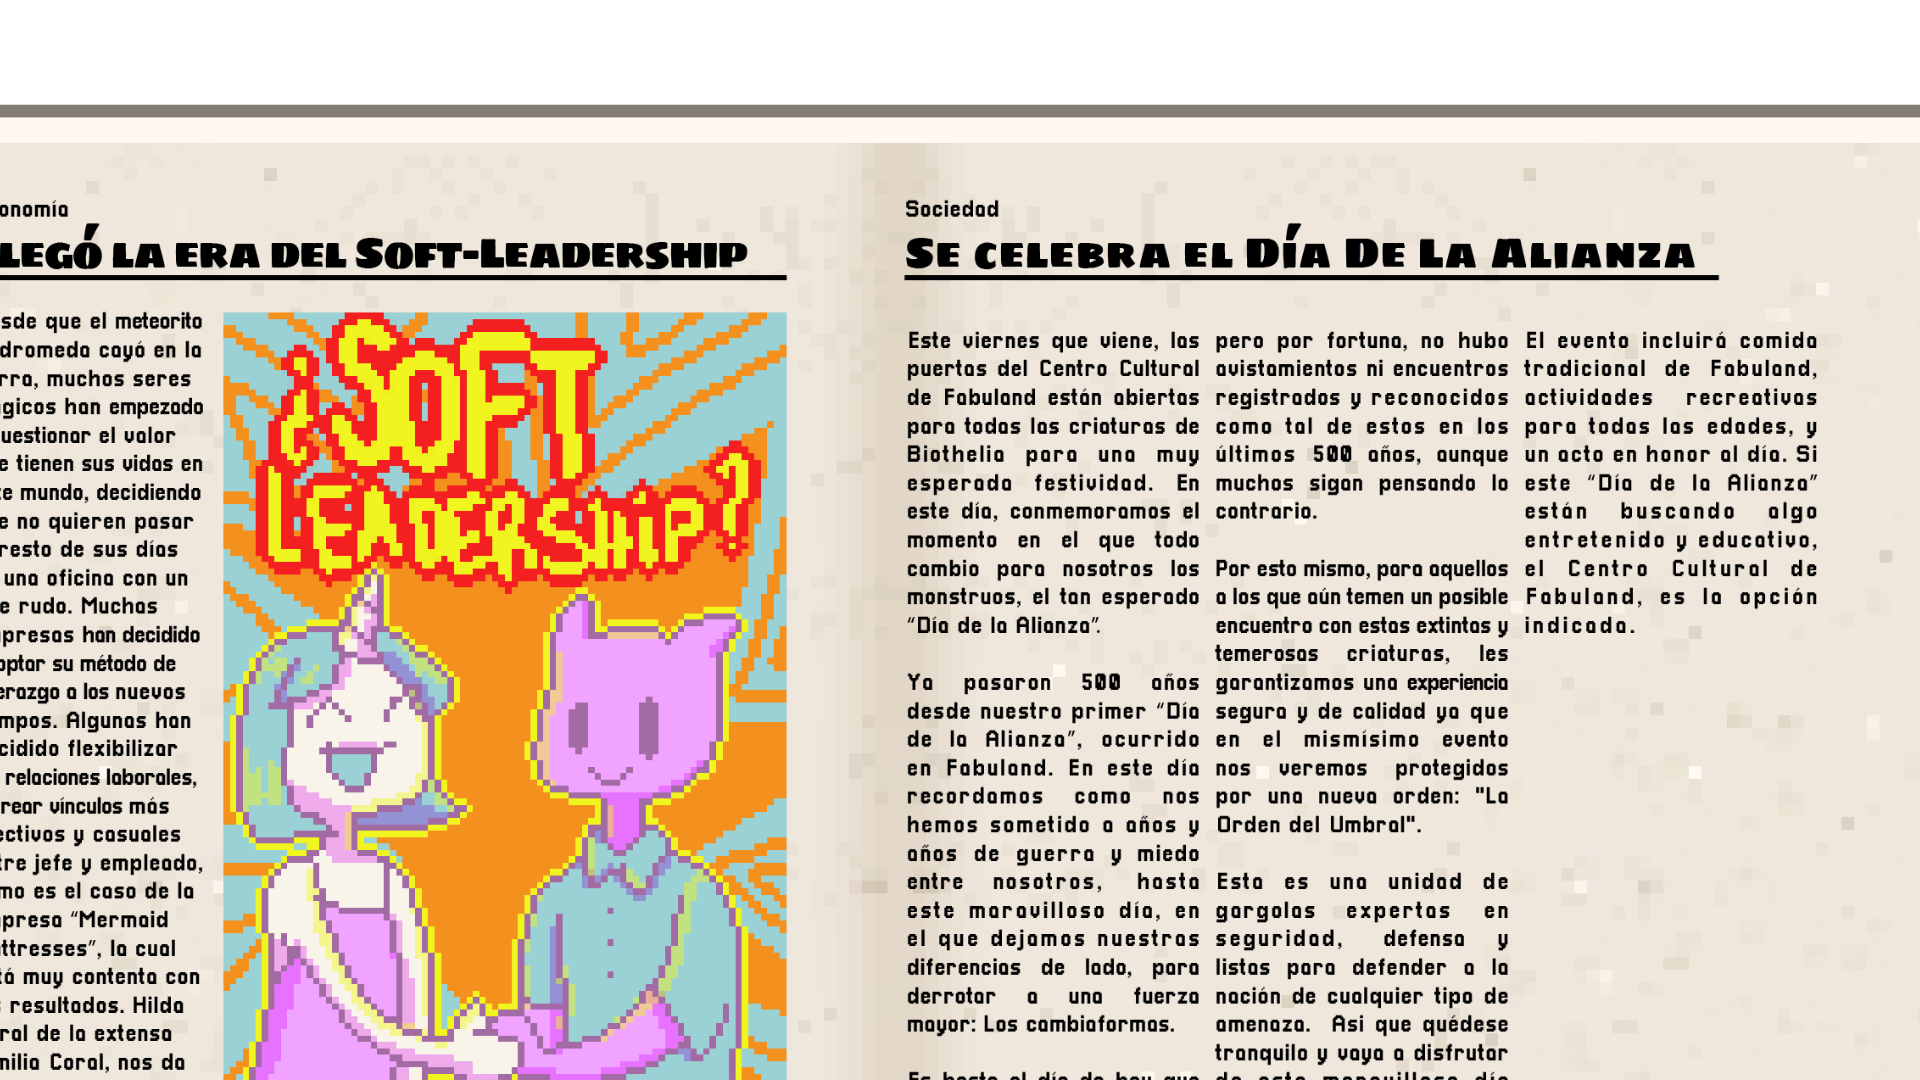 onomía
LEGÓ LA ERA DEL SOFT-LEADERSHIP
sde que el meteorito
dromeda cayó en la
rra, muchos seres
gicos han empezado
uestionar el valor
e tienen sus vidas en
te mundo, decidiendo
e no quieren pasar
resto de sus días
una oficina con un
e rudo. Muchas
presas han decidido
optar su método de
erazgo a los nuevos
mpos. Algunas han
cidido flexibilizar
relaciones laborales,
rear vínculos más
ectivos y casuales
tre jefe y empleado,
mo es el caso de la
presa “Mermaid
ttresses”, la cual
tá muy contenta con
s resultados. Hilda
ral de la extensa
milia Coral, nos da
¿SOFT
LEADERSHIP?
Sociedad
SE CELEBRA EL DÍA DE LA ALIANZA
Este viernes que viene, las
puertas del Centro Cultural
de Fabuland están abiertas
para todas las criaturas de
Biothelia para una muy
esperada festividad. En
este día, conmemoramos el
momento en el que todo
cambio para nosotros los
monstruos, el tan esperado
“Día de la Alianza”.
Ya pasaron 500 años
desde nuestro primer “Día
de la Alianza”, ocurrido
en Fabuland. En este día
recordamos como nos
hemos sometido a años y
años de guerra y miedo
entre nosotros, hasta
este maravilloso día, en
el que dejamos nuestras
diferencias de lado, para
derrotar a una fuerza
mayor: Los cambiaformas.
Es hasta el día de hoy que
pero por fortuna, no hubo
avistamientos ni encuentros
registrados y reconocidos
como tal de estos en los
últimos 500 años, aunque
muchos sigan pensando lo
contrario.
Por esto mismo, para aquellos
a los que aún temen un posible
encuentro con estas extintas y
temerosas criaturas, les
garantizamos una experiencia
segura y de calidad ya que
en el mismísimo evento
nos veremos protegidos
por una nueva orden: "La
Orden del Umbral".
Esta es una unidad de
gargolas expertas en
seguridad, defensa y
listas para defender a la
nación de cualquier tipo de
amenaza. Asi que quédese
tranquilo y vaya a disfrutar
de este maravilloso día
El evento incluirá comida
tradicional de Fabuland,
actividades recreativas
para todas las edades, y
un acto en honor al día. Si
este “Día de la Alianza”
están buscando algo
entretenido y educativo,
el Centro Cultural de
Fabuland, es la opción
indicada.